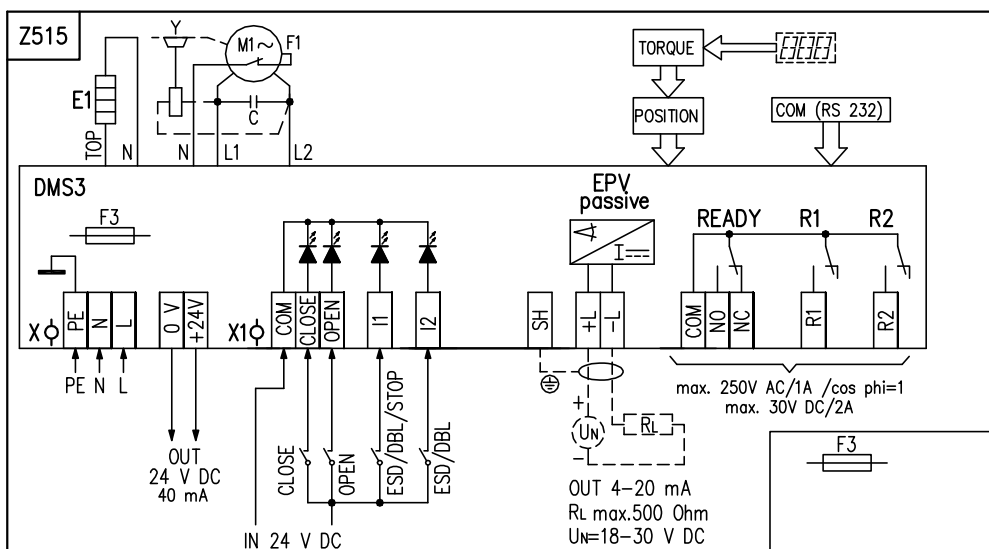 Z515
Y
M1~
F1
E1
C
TOP
N
N
L1
L2
TORQUE
POSITION
COM (RS 232)
DMS3
F3
EPV
passive
READY
R1
R2
I
X
PE
N
L
0 V
+24V
X1
COM
CLOSE
OPEN
I1
I2
SH
+L
-L
COM
NO
NC
R1
R2
PE N L
OUT
24 V DC
40 mA
CLOSE
OPEN
ESD/DBL/STOP
ESD/DBL
IN 24 V DC
+
UN
-
RL
OUT 4-20 mA
RL max.500 Ohm
UN=18-30 V DC
max. 250V AC/1A /cos phi=1
max. 30V DC/2A
F3